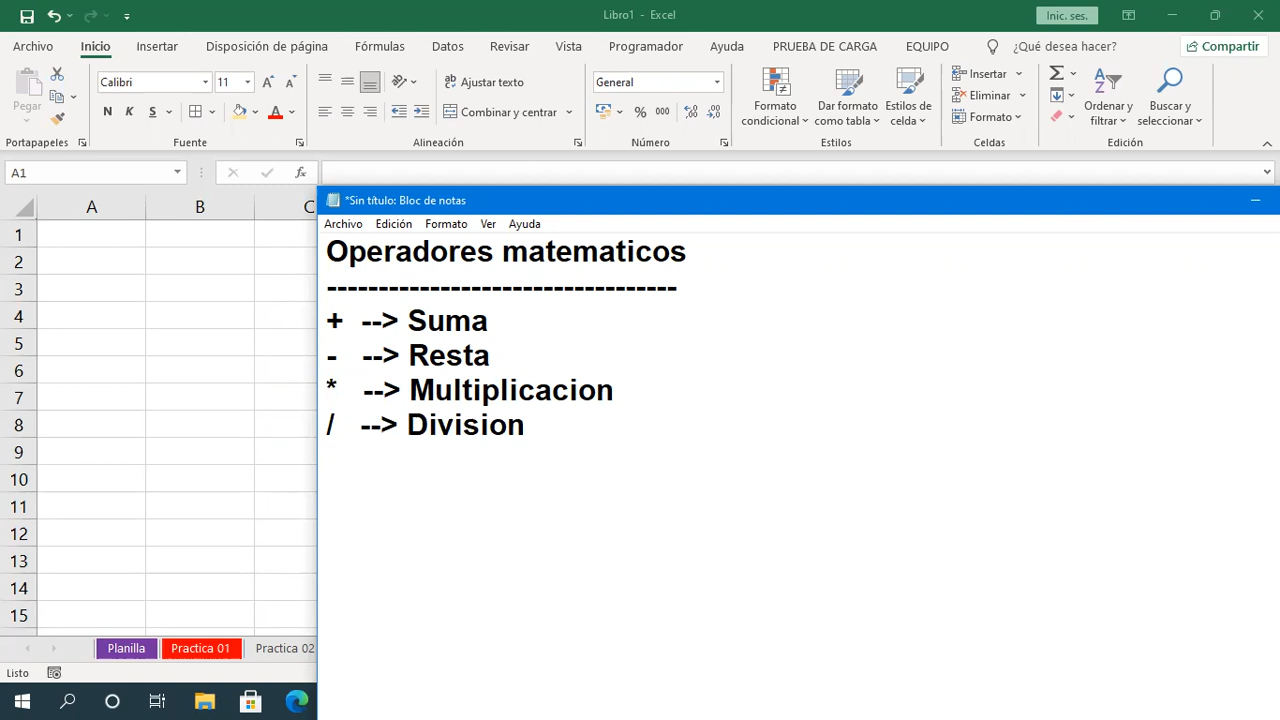 Libro1 - Excel
Inic. ses.
Archivo Inicio Insertar Disposición de página Fórmulas Datos Revisar Vista Programador Ayuda PRUEBA DE CARGA EQUIPO ¿Qué desea hacer? Compartir
Pegar
Portapapeles
Calibri 11
N K S
Fuente
Ajustar texto
Combinar y centrar
Alineación
General
% 000
Número
Formato condicional
Dar formato como tabla
Estilos de celda
Estilos
Insertar
Eliminar
Formato
Celdas
Ordenar y filtrar
Buscar y seleccionar
Edición
A1 fx
A B C
1
2
3
4
5
6
7
8
9
10
11
12
13
14
15
*Sin título: Bloc de notas
Archivo Edición Formato Ver Ayuda
Operadores matematicos
----------------------------------
+ --> Suma
- --> Resta
* --> Multiplicacion
/ --> Division
Planilla Practica 01 Practica 02
Listo